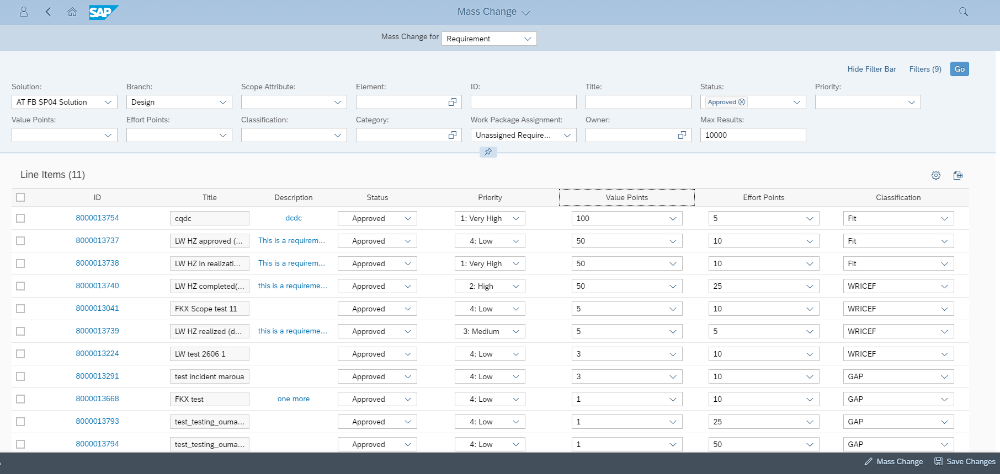 SAP
Mass Change
Mass Change for Requirement
Hide Filter Bar Filters (9) Go
Solution: Branch: Scope Attribute: Element: ID: Title: Status: Priority:
AT FB SP04 Solution Design Approved
Value Points: Effort Points: Classification: Category: Work Package Assignment: Owner: Max Results:
Unassigned Require... 10000
Line Items (11)
ID Title Description Status Priority Value Points Effort Points Classification
8000013754 cqdc dcdc Approved 1: Very High 100 5 Fit
8000013737 LW HZ approved (... This is a requirem... Approved 4: Low 50 10 Fit
8000013738 LW HZ in realizati... This is a requirem... Approved 1: Very High 50 10 Fit
8000013740 LW HZ completed(... this is a requireme... Approved 2: High 50 25 WRICEF
8000013041 FKX Scope test 11 Approved 4: Low 5 10 WRICEF
8000013739 LW HZ realized (d... this is a requireme... Approved 3: Medium 5 5 WRICEF
8000013224 LW test 2606 1 Approved 4: Low 3 10 WRICEF
8000013291 test incident maroua Approved 4: Low 3 10 GAP
8000013668 FKX test one more Approved 4: Low 1 10 GAP
8000013793 test_testing_ouma... Approved 4: Low 1 25 GAP
8000013794 test_testing_ouma... Approved 4: Low 1 50 GAP
Mass Change Save Changes